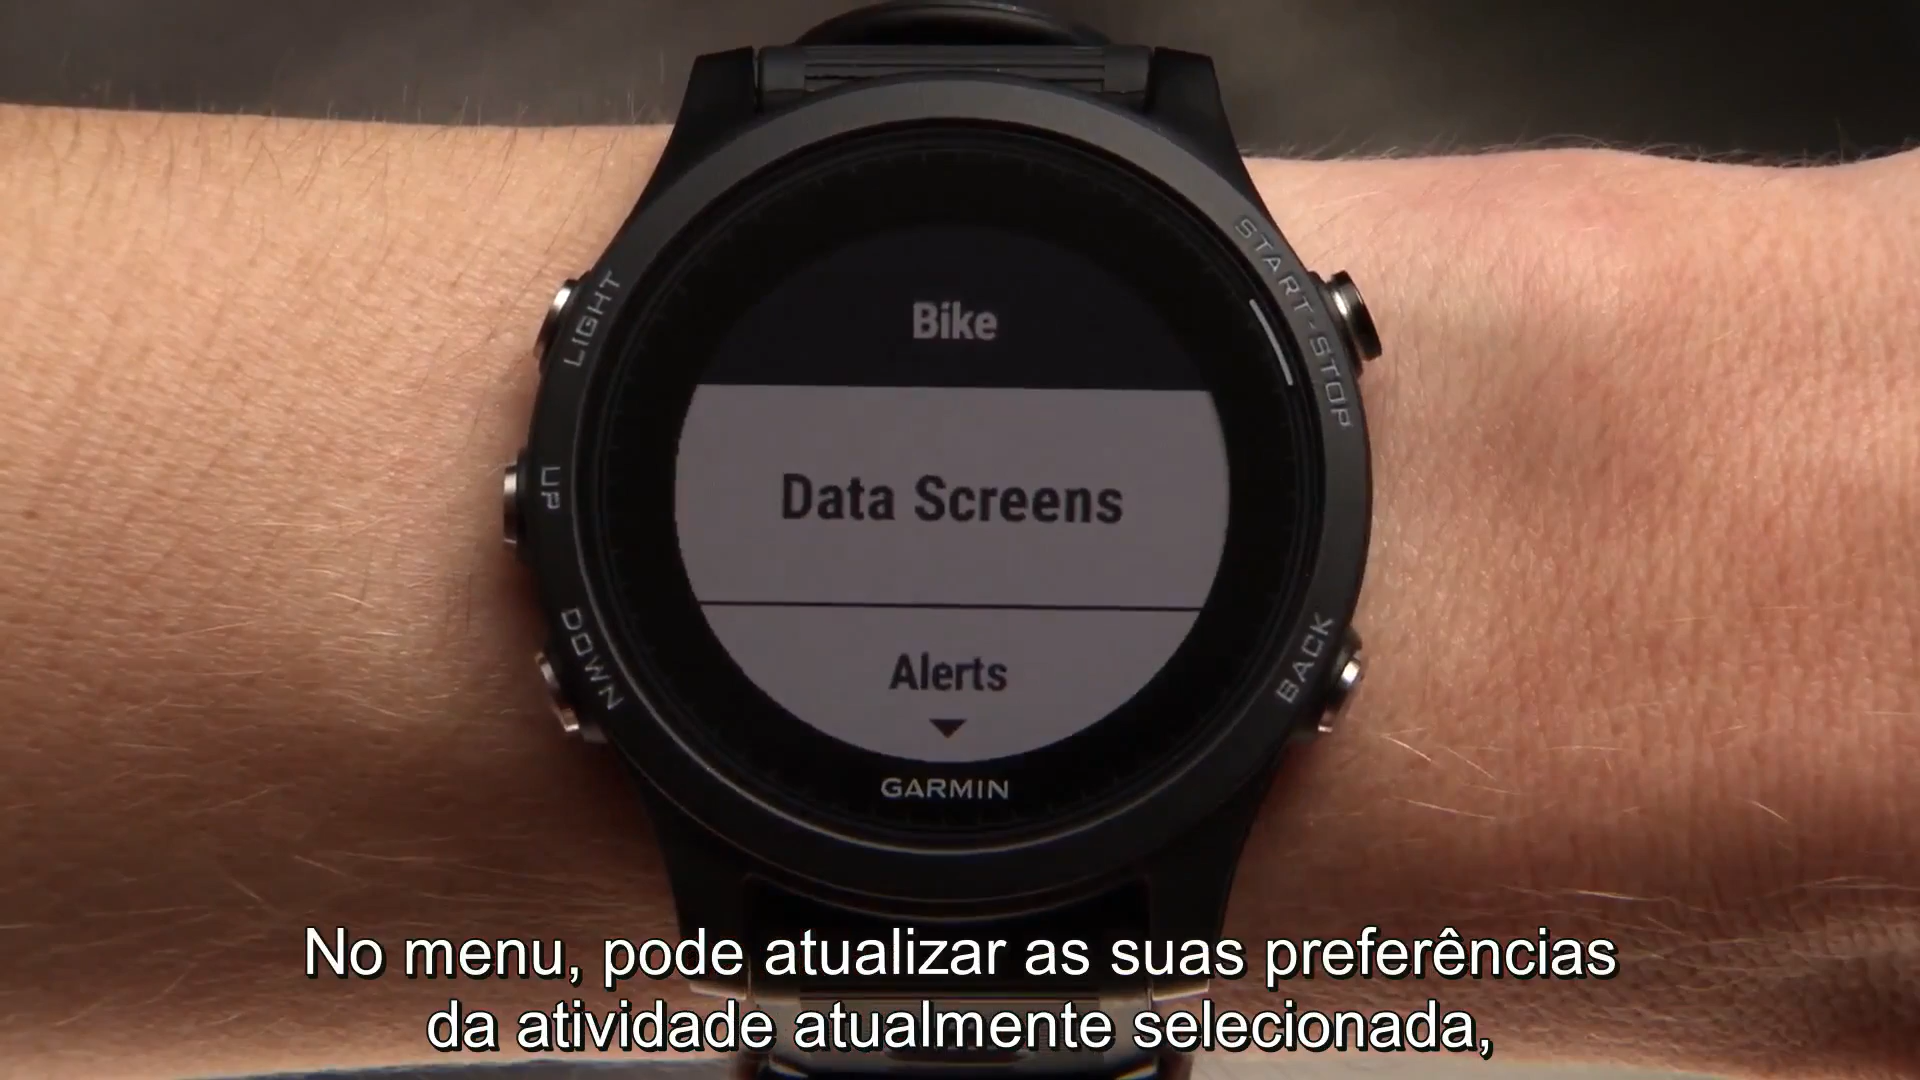 LIGHT
START-STOP
Bike
UP
Data Screens
DOWN
BACK
Alerts
GARMIN
No menu, pode atualizar as suas preferências
da atividade atualmente selecionada,